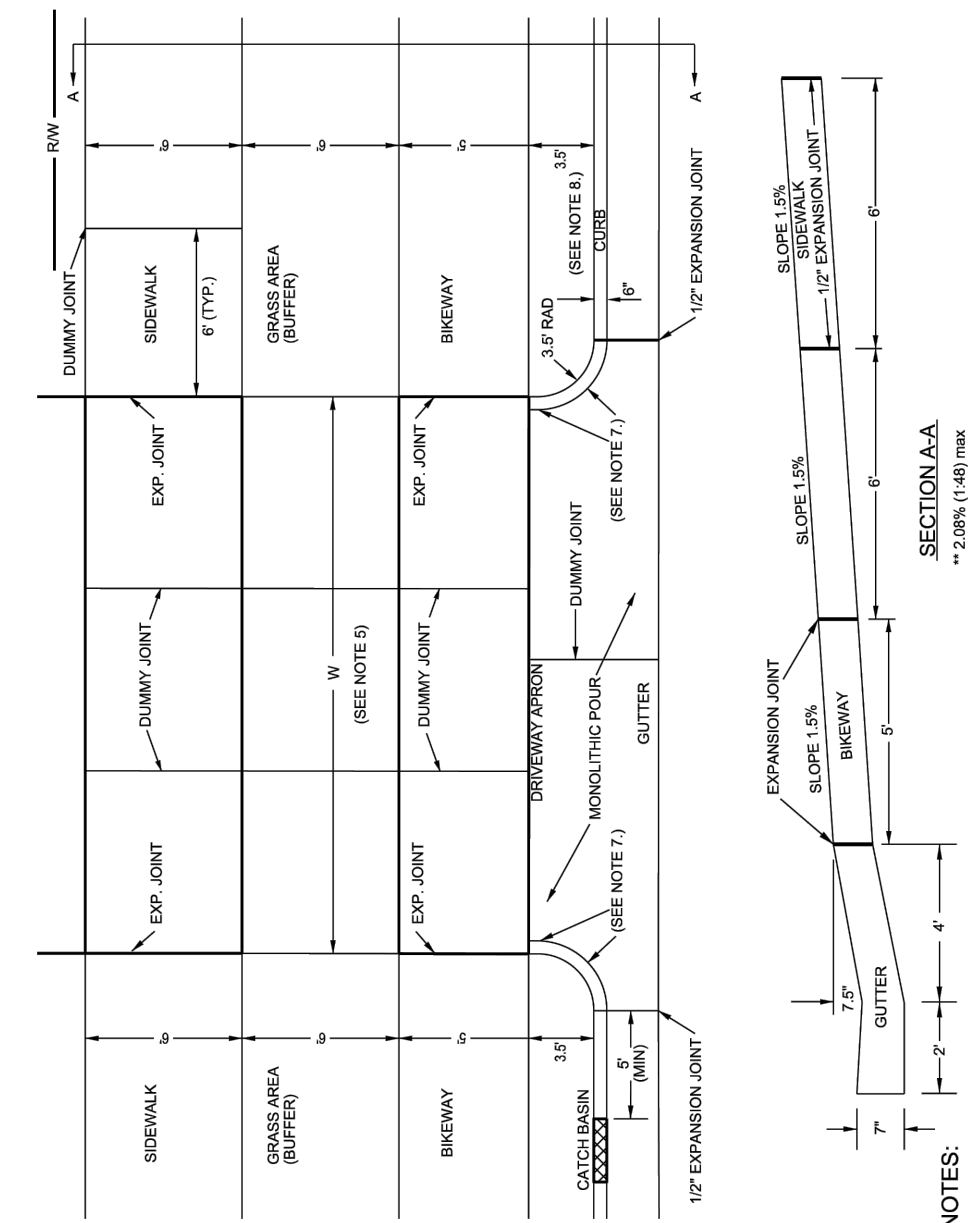 R/W
A
A
DUMMY JOINT
6'
6'
5'
3.5'
SIDEWALK
6' (TYP.)
GRASS AREA
(BUFFER)
BIKEWAY
(SEE NOTE 8.)
CURB
3.5' RAD
6"
1/2" EXPANSION JOINT
EXP. JOINT
EXP. JOINT
(SEE NOTE 7.)
DUMMY JOINT
W
(SEE NOTE 5)
DUMMY JOINT
DUMMY JOINT
DRIVEWAY APRON
MONOLITHIC POUR
GUTTER
EXP. JOINT
EXP. JOINT
(SEE NOTE 7.)
6'
6'
5'
3.5'
5'
(MIN)
SIDEWALK
GRASS AREA
(BUFFER)
BIKEWAY
CATCH BASIN
1/2" EXPANSION JOINT
SLOPE 1.5%
SIDEWALK
1/2" EXPANSION JOINT
6'
SLOPE 1.5%
6'
EXPANSION JOINT
SLOPE 1.5%
BIKEWAY
5'
7.5"
GUTTER
4'
2'
7"
SECTION A-A
** 2.08% (1:48) max
NOTES: